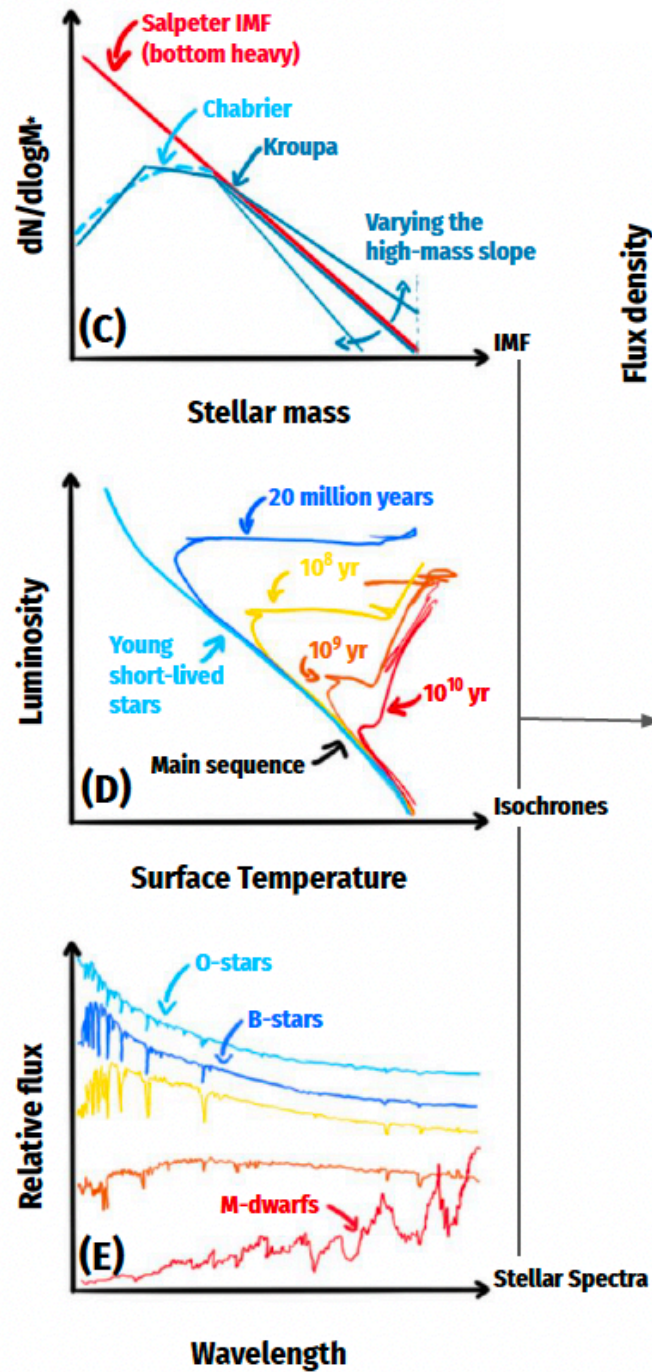 Salpeter IMF
(bottom heavy)
Chabrier
Kroupa
Varying the
high-mass slope
dN/dlogM*
(C)
IMF
Stellar mass
Flux density
20 million years
10⁸ yr
10⁹ yr
10¹⁰ yr
Young
short-lived
stars
Main sequence
Luminosity
(D)
Isochrones
Surface Temperature
O-stars
B-stars
M-dwarfs
Relative flux
(E)
Stellar Spectra
Wavelength